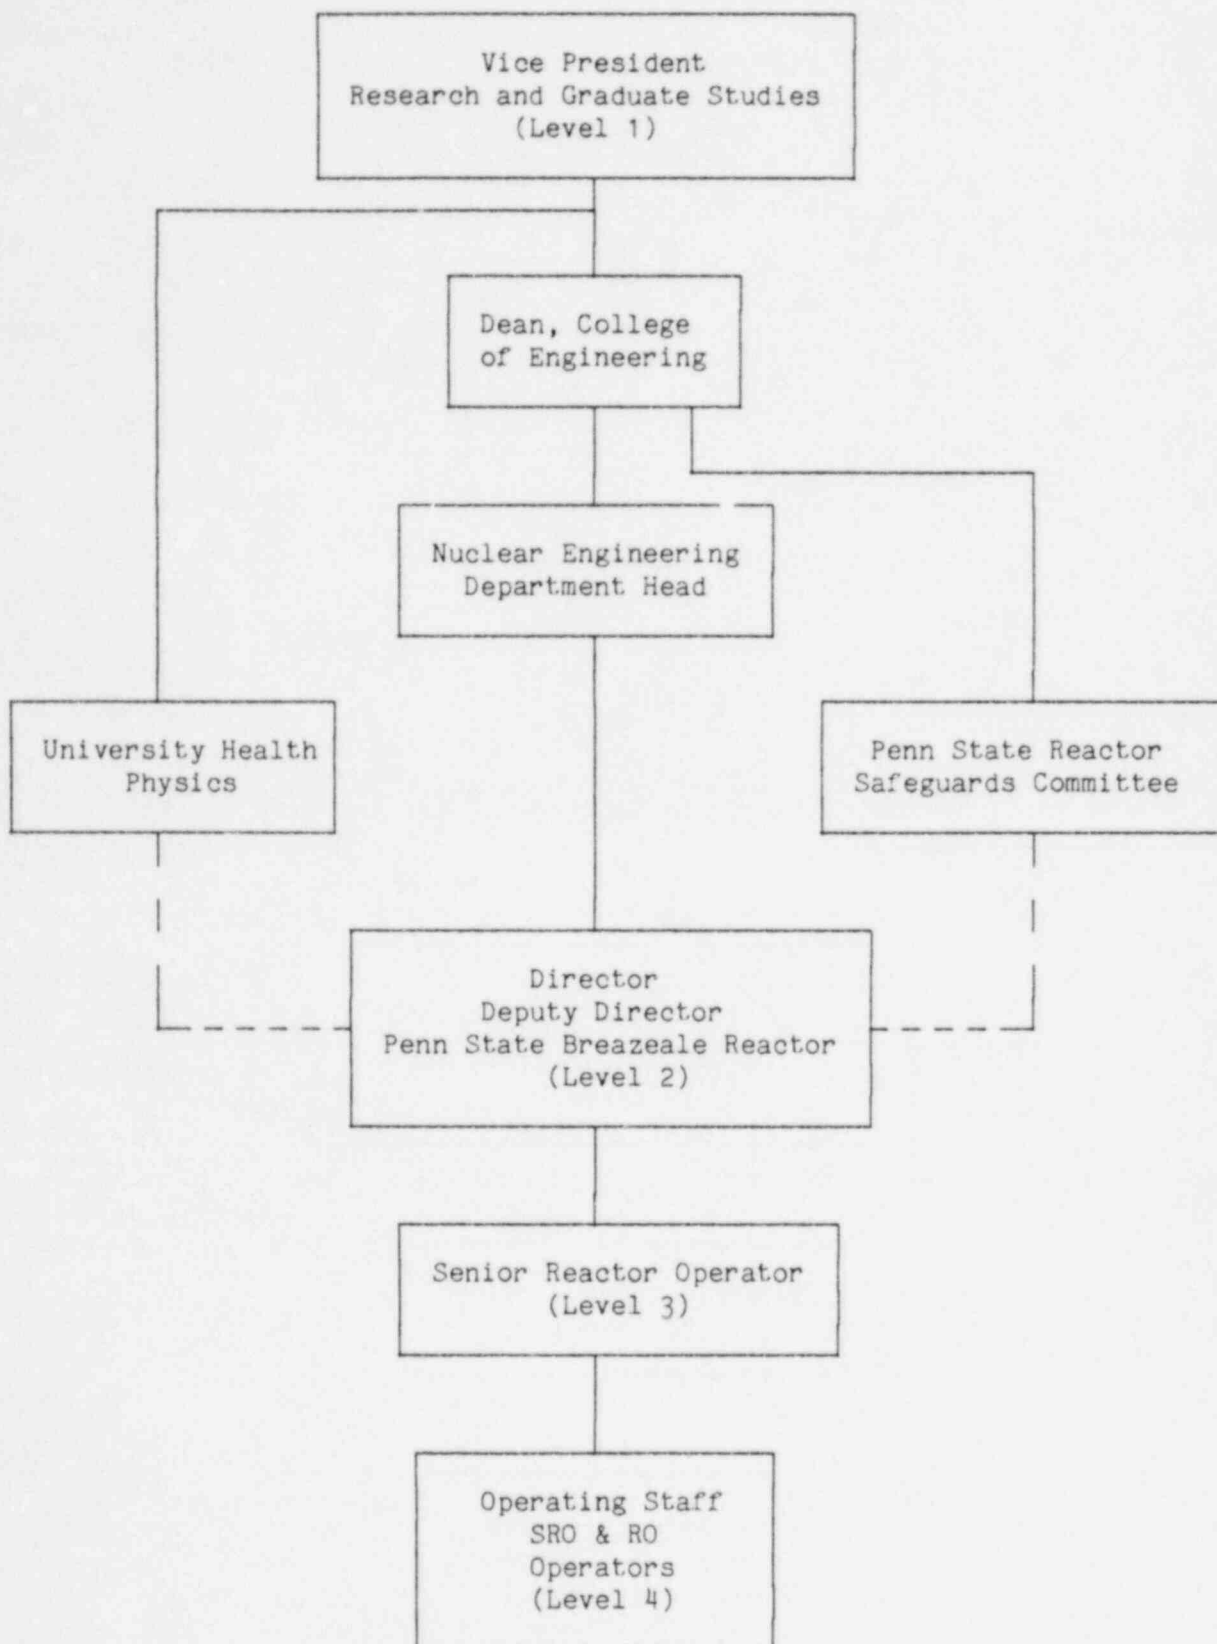 Vice President
Research and Graduate Studies
(Level 1)
Dean, College
of Engineering
Nuclear Engineering
Department Head
University Health
Physics
Penn State Reactor
Safeguards Committee
Director
Deputy Director
Penn State Breazeale Reactor
(Level 2)
Senior Reactor Operator
(Level 3)
Operating Staff
SRO & RO
Operators
(Level 4)